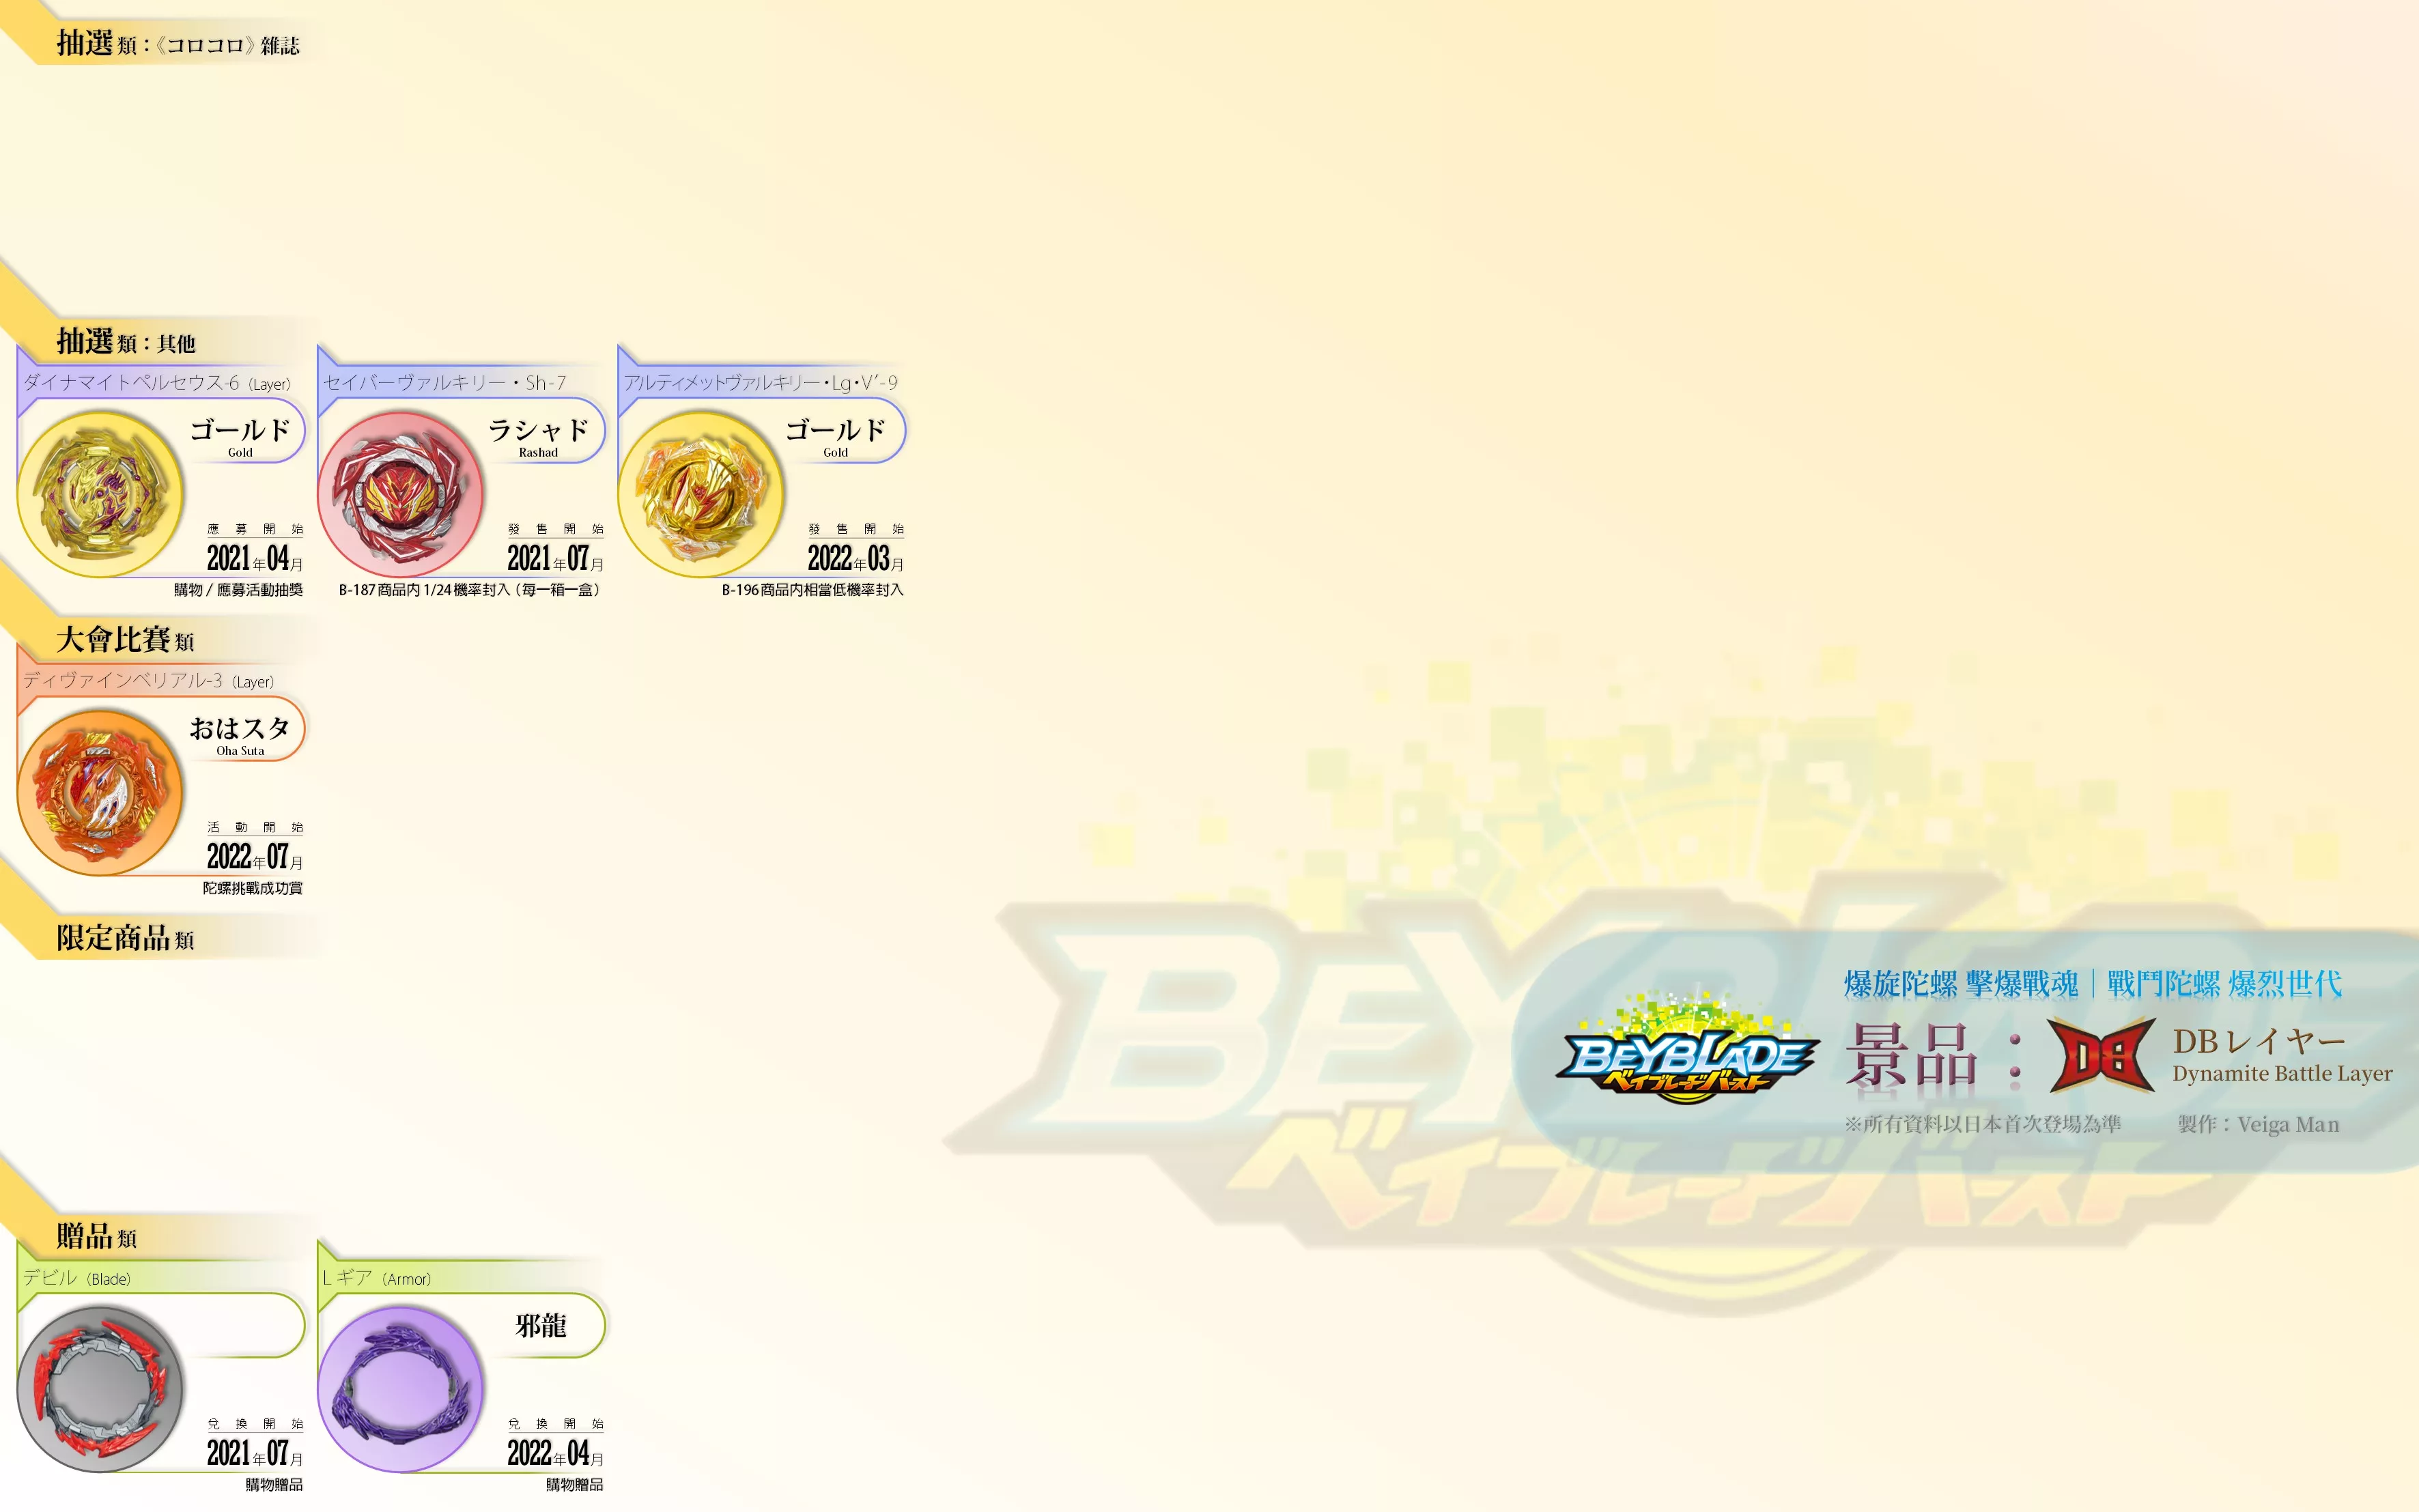 抽選類：《コロコロ》雜誌
抽選類：其他
ダイナマイトペルセウス-6 (Layer)
ゴールド
Gold
應募開始
2021年04月
購物 / 應募活動抽獎
セイバーヴァルキリー・Sh-7
ラシャド
Rashad
發售開始
2021年07月
B-187商品內 1/24 機率封入（每一箱一盒）
アルティメットヴァルキリー・Lg・V'-9
ゴールド
Gold
發售開始
2022年03月
B-196商品內相當低機率封入
大會比賽類
ディヴァインベリアル-3 (Layer)
おはスタ
Oha Suta
活動開始
2022年07月
陀螺挑戰成功賞
限定商品類
贈品類
デビル (Blade)
兌換開始
2021年07月
購物贈品
L ギア (Armor)
邪龍
兌換開始
2022年04月
購物贈品
BEYBLADE
ベイブレードバースト
爆旋陀螺 擊爆戰魂｜戰鬥陀螺 爆烈世代
BEYBLADE
ベイブレードバースト
景品：
DB
DBレイヤー
Dynamite Battle Layer
※所有資料以日本首次登場為準
製作：Veiga Man